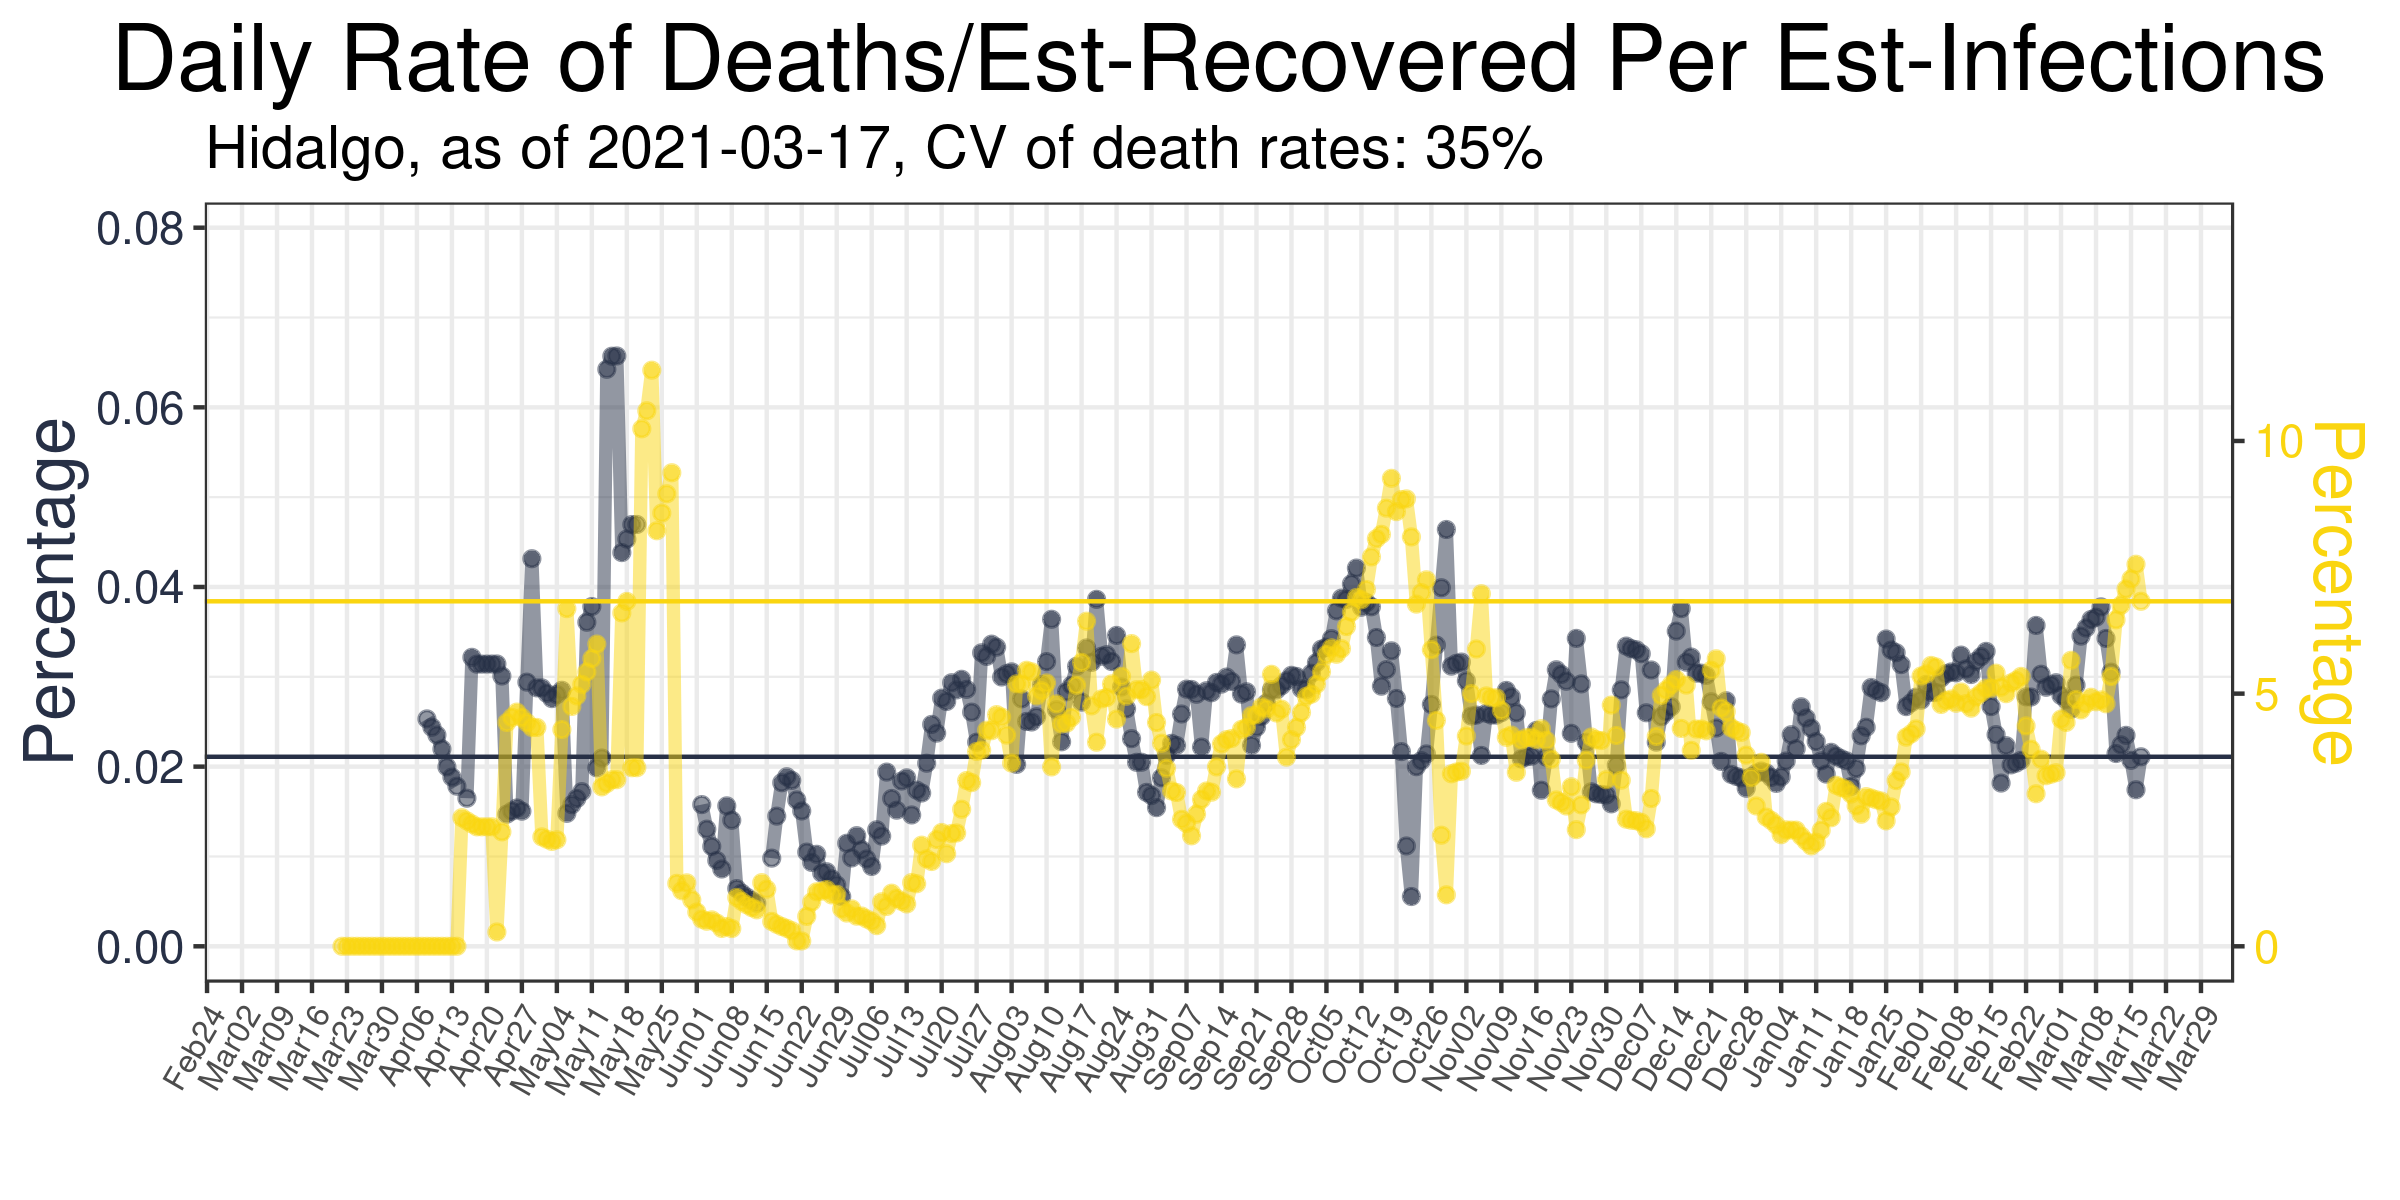 Daily Rate of Deaths/Est-Recovered Per Est-Infections
Hidalgo, as of 2021-03-17, CV of death rates: 35%
Percentage
0.08
0.06
0.04
0.02
0.00
10
5
0
Percentage
Feb24
Mar02
Mar09
Mar16
Mar23
Mar30
Apr06
Apr13
Apr20
Apr27
May04
May11
May18
May25
Jun01
Jun08
Jun15
Jun22
Jun29
Jul06
Jul13
Jul20
Jul27
Aug03
Aug10
Aug17
Aug24
Aug31
Sep07
Sep14
Sep21
Sep28
Oct05
Oct12
Oct19
Oct26
Nov02
Nov09
Nov16
Nov23
Nov30
Dec07
Dec14
Dec21
Dec28
Jan04
Jan11
Jan18
Jan25
Feb01
Feb08
Feb15
Feb22
Mar01
Mar08
Mar15
Mar22
Mar29